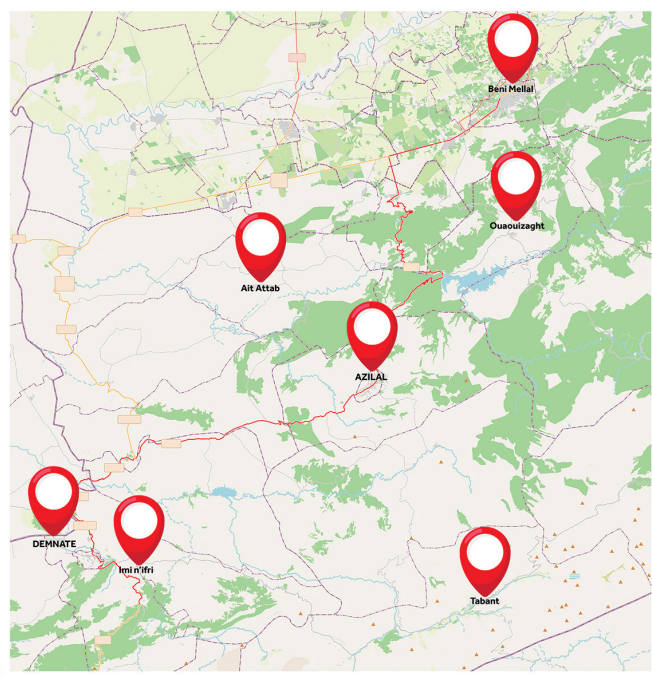 Beni Mellal
Ouaouizaght
Ait Attab
AZILAL
DEMNATE
Imi n'ifri
Tabant